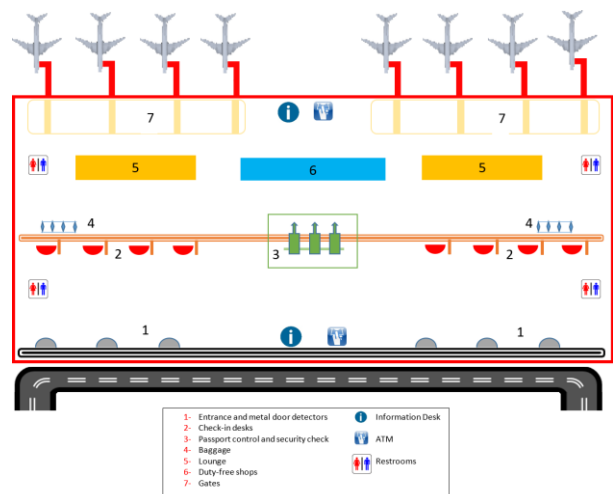 7
7
5
6
5
4
4
2
3
2
1
1
1- Entrance and metal door detectors
2- Check-in desks
3- Passport control and security check
4- Baggage
5- Lounge
6- Duty-free shops
7- Gates
Information Desk
ATM
Restrooms